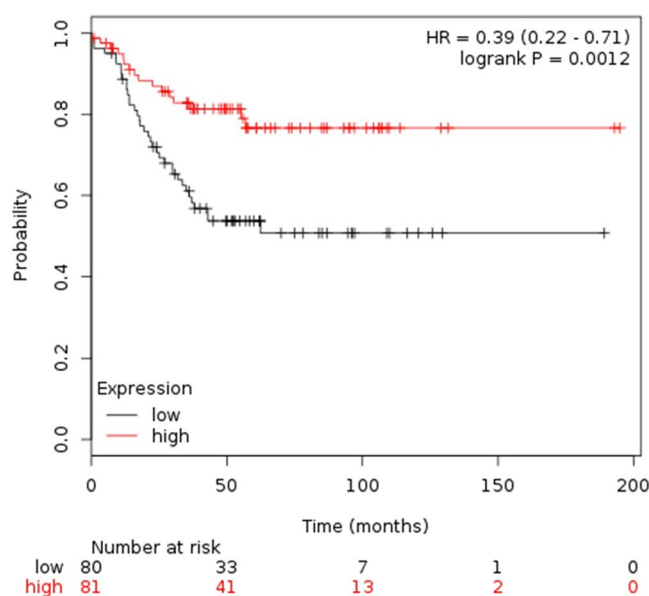 HR = 0.39 (0.22 - 0.71)
logrank P = 0.0012
1.0
0.8
0.6
0.4
0.2
0.0
Probability
Expression
low
high
0 50 100 150 200
Time (months)
Number at risk
low 80 33 7 1 0
high 81 41 13 2 0